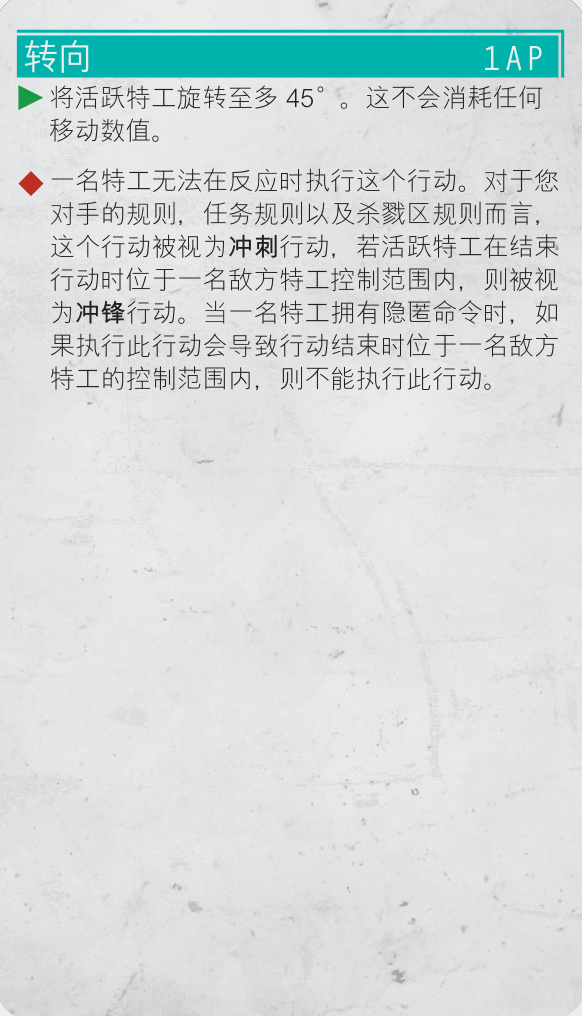 转向 1AP
将活跃特工旋转至多 45°。这不会消耗任何
移动数值。
一名特工无法在反应时执行这个行动。对于您
对手的规则，任务规则以及杀戮区规则而言，
这个行动被视为冲刺行动，若活跃特工在结束
行动时位于一名敌方特工控制范围内，则被视
为冲锋行动。当一名特工拥有隐匿命令时，如
果执行此行动会导致行动结束时位于一名敌方
特工的控制范围内，则不能执行此行动。